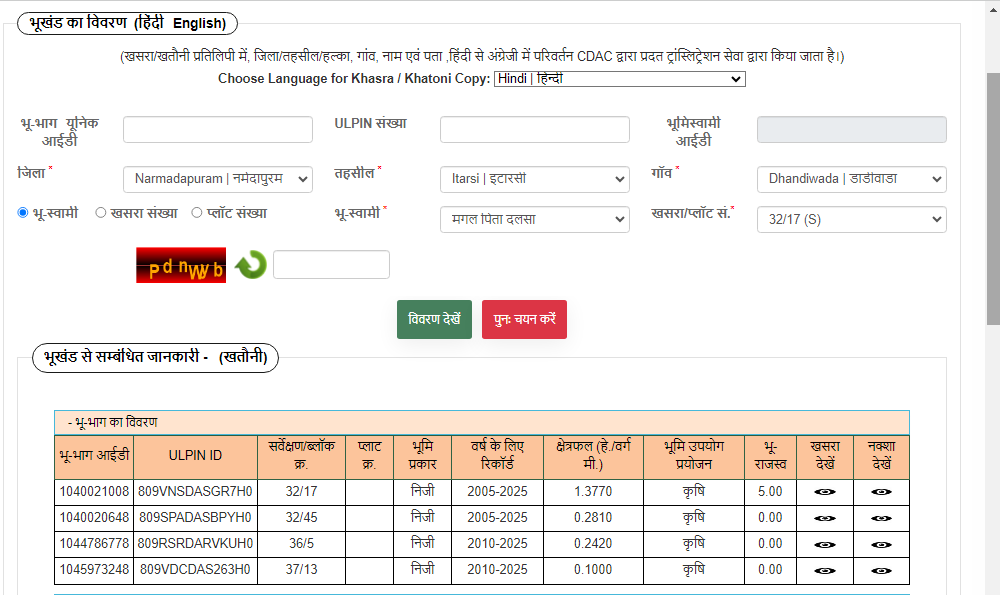 भूखंड का विवरण (हिंदी English)
(खसरा/खतौनी प्रतिलिपी में, जिला/तहसील/हल्का, गांव, नाम एवं पता ,हिंदी से अंग्रेजी में परिवर्तन CDAC द्वारा प्रदत ट्रांस्लिट्रेशन सेवा द्वारा किया जाता है।)
Choose Language for Khasra / Khatoni Copy: Hindi | हिन्दी
भू-भाग यूनिक आईडी ULPIN संख्या भूमिस्वामी आईडी
जिला * Narmadapuram | नर्मदापुरम तहसील * Itarsi | इटारसी गाँव * Dhandiwada | डाडीवाडा
भू-स्वामी खसरा संख्या प्लॉट संख्या भू-स्वामी * मगल पिता दलसा खसरा/प्लॉट सं.* 32/17 (S)
PdnWyb
विवरण देखें पुनः चयन करें
भूखंड से सम्बंधित जानकारी - (खतौनी)
- भू-भाग का विवरण
भू-भाग आईडी ULPIN ID सर्वेक्षण/ब्लॉक क्र. प्लाट क्र. भूमि प्रकार वर्ष के लिए रिकॉर्ड क्षेत्रफल (हे./वर्ग मी.) भूमि उपयोग प्रयोजन भू-राजस्व खसरा देखें नक्शा देखें
1040021008 809VNSDASGR7H0 32/17 निजी 2005-2025 1.3770 कृषि 5.00
1040020648 809SPADASBPYH0 32/45 निजी 2005-2025 0.2810 कृषि 0.00
1044786778 809RSRDARVKUH0 36/5 निजी 2010-2025 0.2420 कृषि 0.00
1045973248 809VDCDAS263H0 37/13 निजी 2010-2025 0.1000 कृषि 0.00